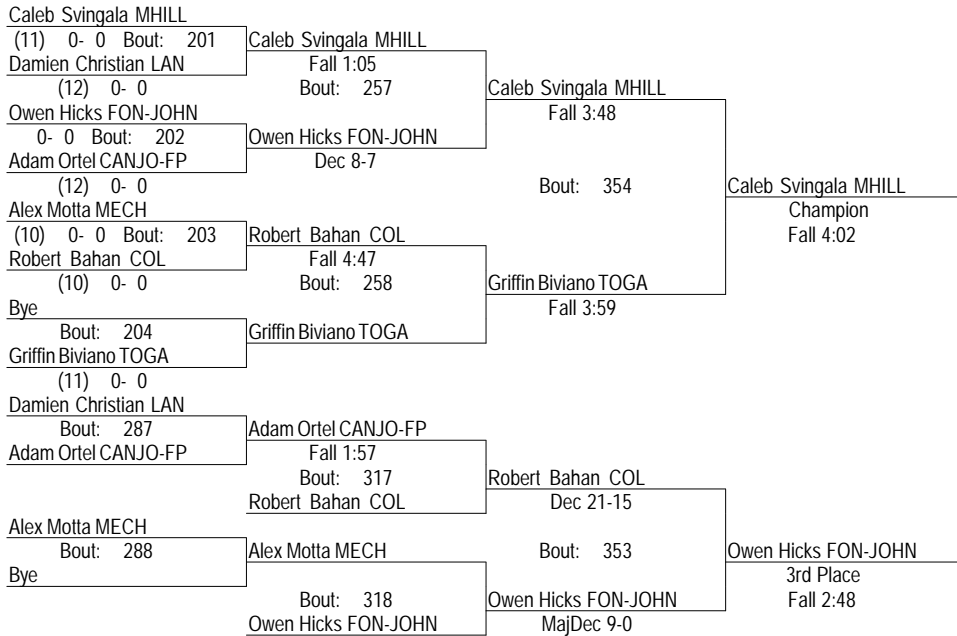 Caleb Svingala MHILL
(11) 0- 0 Bout: 201 Caleb Svingala MHILL
Damien Christian LAN Fall 1:05
(12) 0- 0 Bout: 257 Caleb Svingala MHILL
Owen Hicks FON-JOHN Fall 3:48
0- 0 Bout: 202 Owen Hicks FON-JOHN
Adam Ortel CANJO-FP Dec 8-7
(12) 0- 0 Bout: 354 Caleb Svingala MHILL
Alex Motta MECH Champion
(10) 0- 0 Bout: 203 Robert Bahan COL Fall 4:02
Robert Bahan COL Fall 4:47
(10) 0- 0 Bout: 258 Griffin Biviano TOGA
Bye Fall 3:59
Bout: 204 Griffin Biviano TOGA
Griffin Biviano TOGA
(11) 0- 0
Damien Christian LAN
Bout: 287 Adam Ortel CANJO-FP
Adam Ortel CANJO-FP Fall 1:57
Bout: 317 Robert Bahan COL
Robert Bahan COL Dec 21-15
Alex Motta MECH
Bout: 288 Alex Motta MECH Bout: 353 Owen Hicks FON-JOHN
Bye 3rd Place
Bout: 318 Owen Hicks FON-JOHN Fall 2:48
Owen Hicks FON-JOHN MajDec 9-0